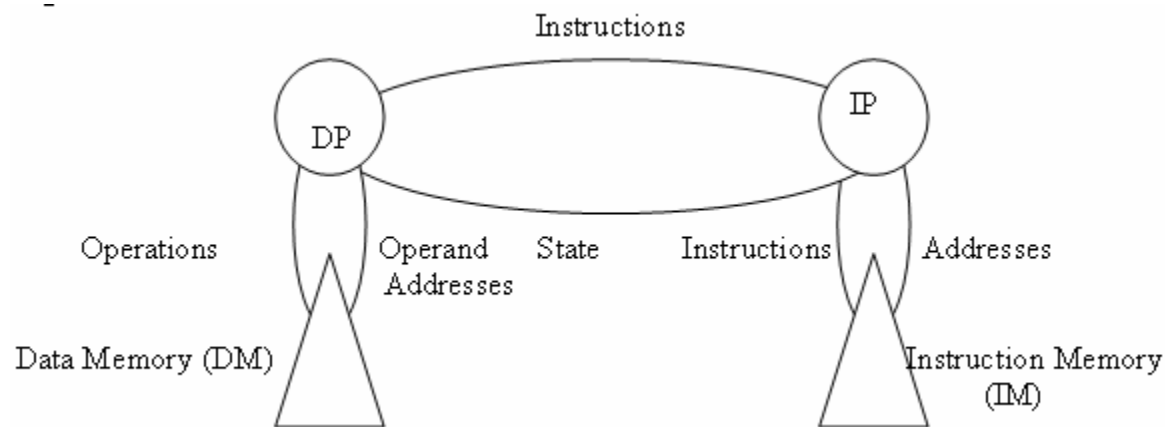 Instructions
DP
IP
Operations
Operand
Addresses
State
Instructions
Addresses
Data Memory (DM)
Instruction Memory
(IM)